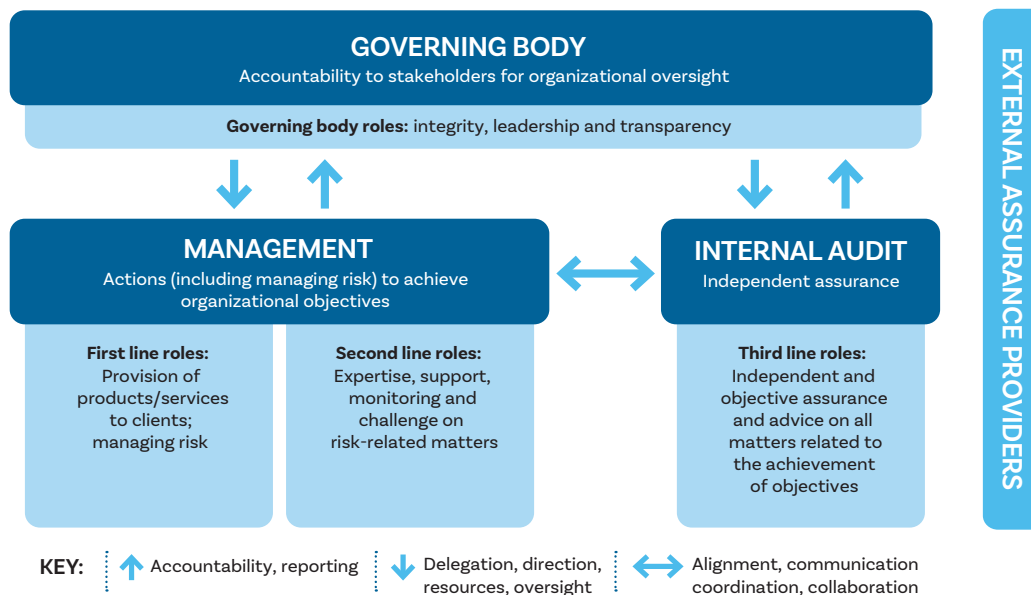 GOVERNING BODY
Accountability to stakeholders for organizational oversight
Governing body roles: integrity, leadership and transparency
MANAGEMENT
Actions (including managing risk) to achieve
organizational objectives
INTERNAL AUDIT
Independent assurance
First line roles:
Provision of
products/services
to clients;
managing risk
Second line roles:
Expertise, support,
monitoring and
challenge on
risk-related matters
Third line roles:
Independent and
objective assurance
and advice on all
matters related to
the achievement
of objectives
EXTERNAL ASSURANCE PROVIDERS
KEY:
Accountability, reporting
Delegation, direction,
resources, oversight
Alignment, communication
coordination, collaboration